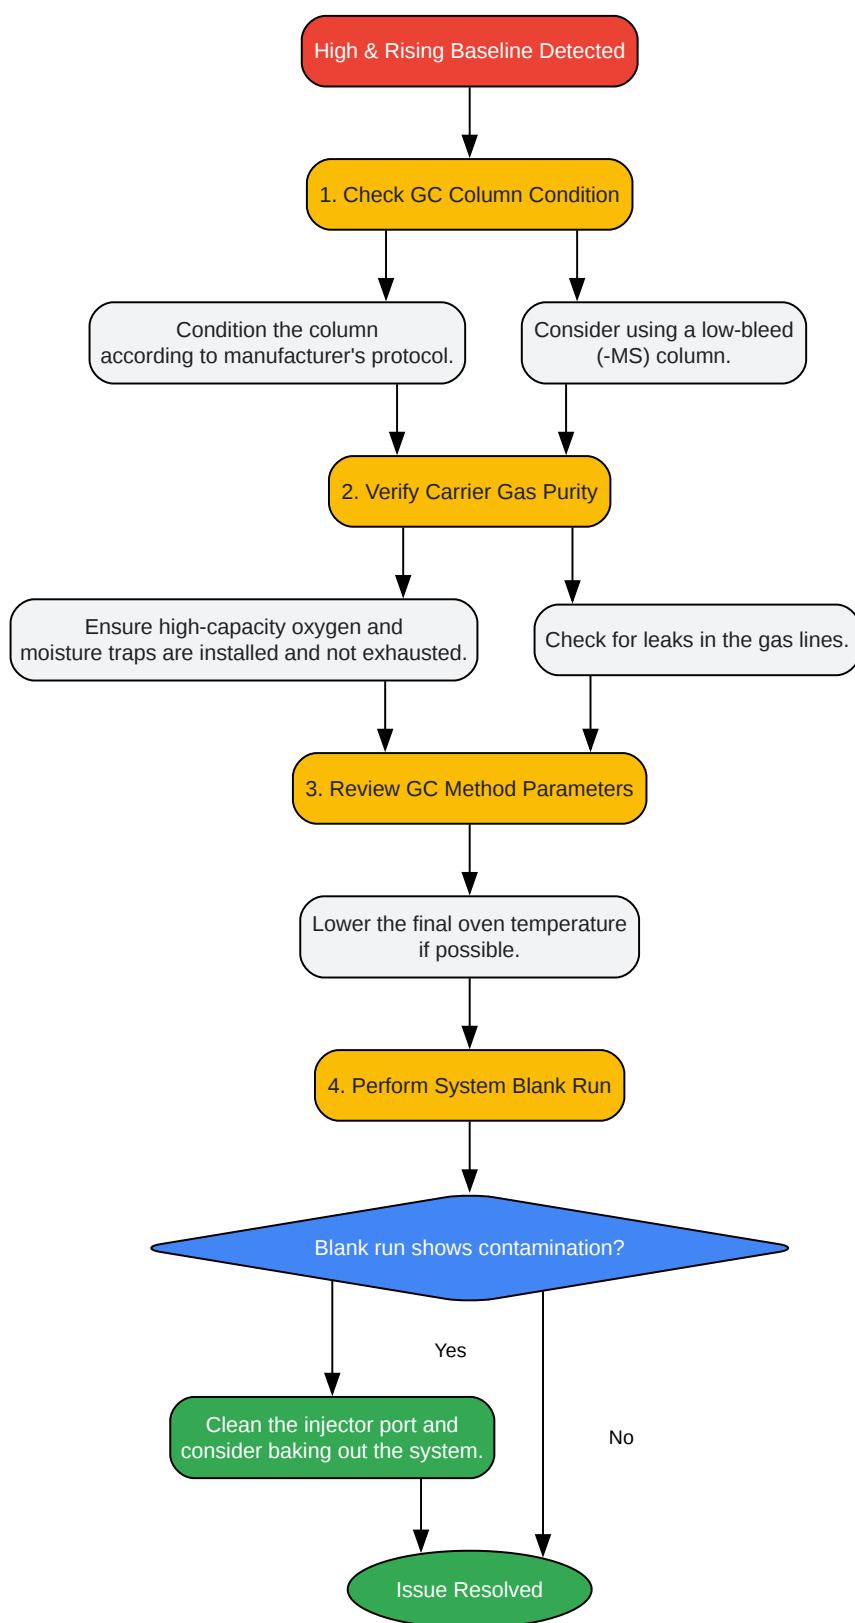 High & Rising Baseline Detected
1. Check GC Column Condition
Condition the column
according to manufacturer's protocol.
Consider using a low-bleed
(-MS) column.
2. Verify Carrier Gas Purity
Ensure high-capacity oxygen and
moisture traps are installed and not exhausted.
Check for leaks in the gas lines.
3. Review GC Method Parameters
Lower the final oven temperature
if possible.
4. Perform System Blank Run
Blank run shows contamination?
Yes
Clean the injector port and
consider baking out the system.
No
Issue Resolved